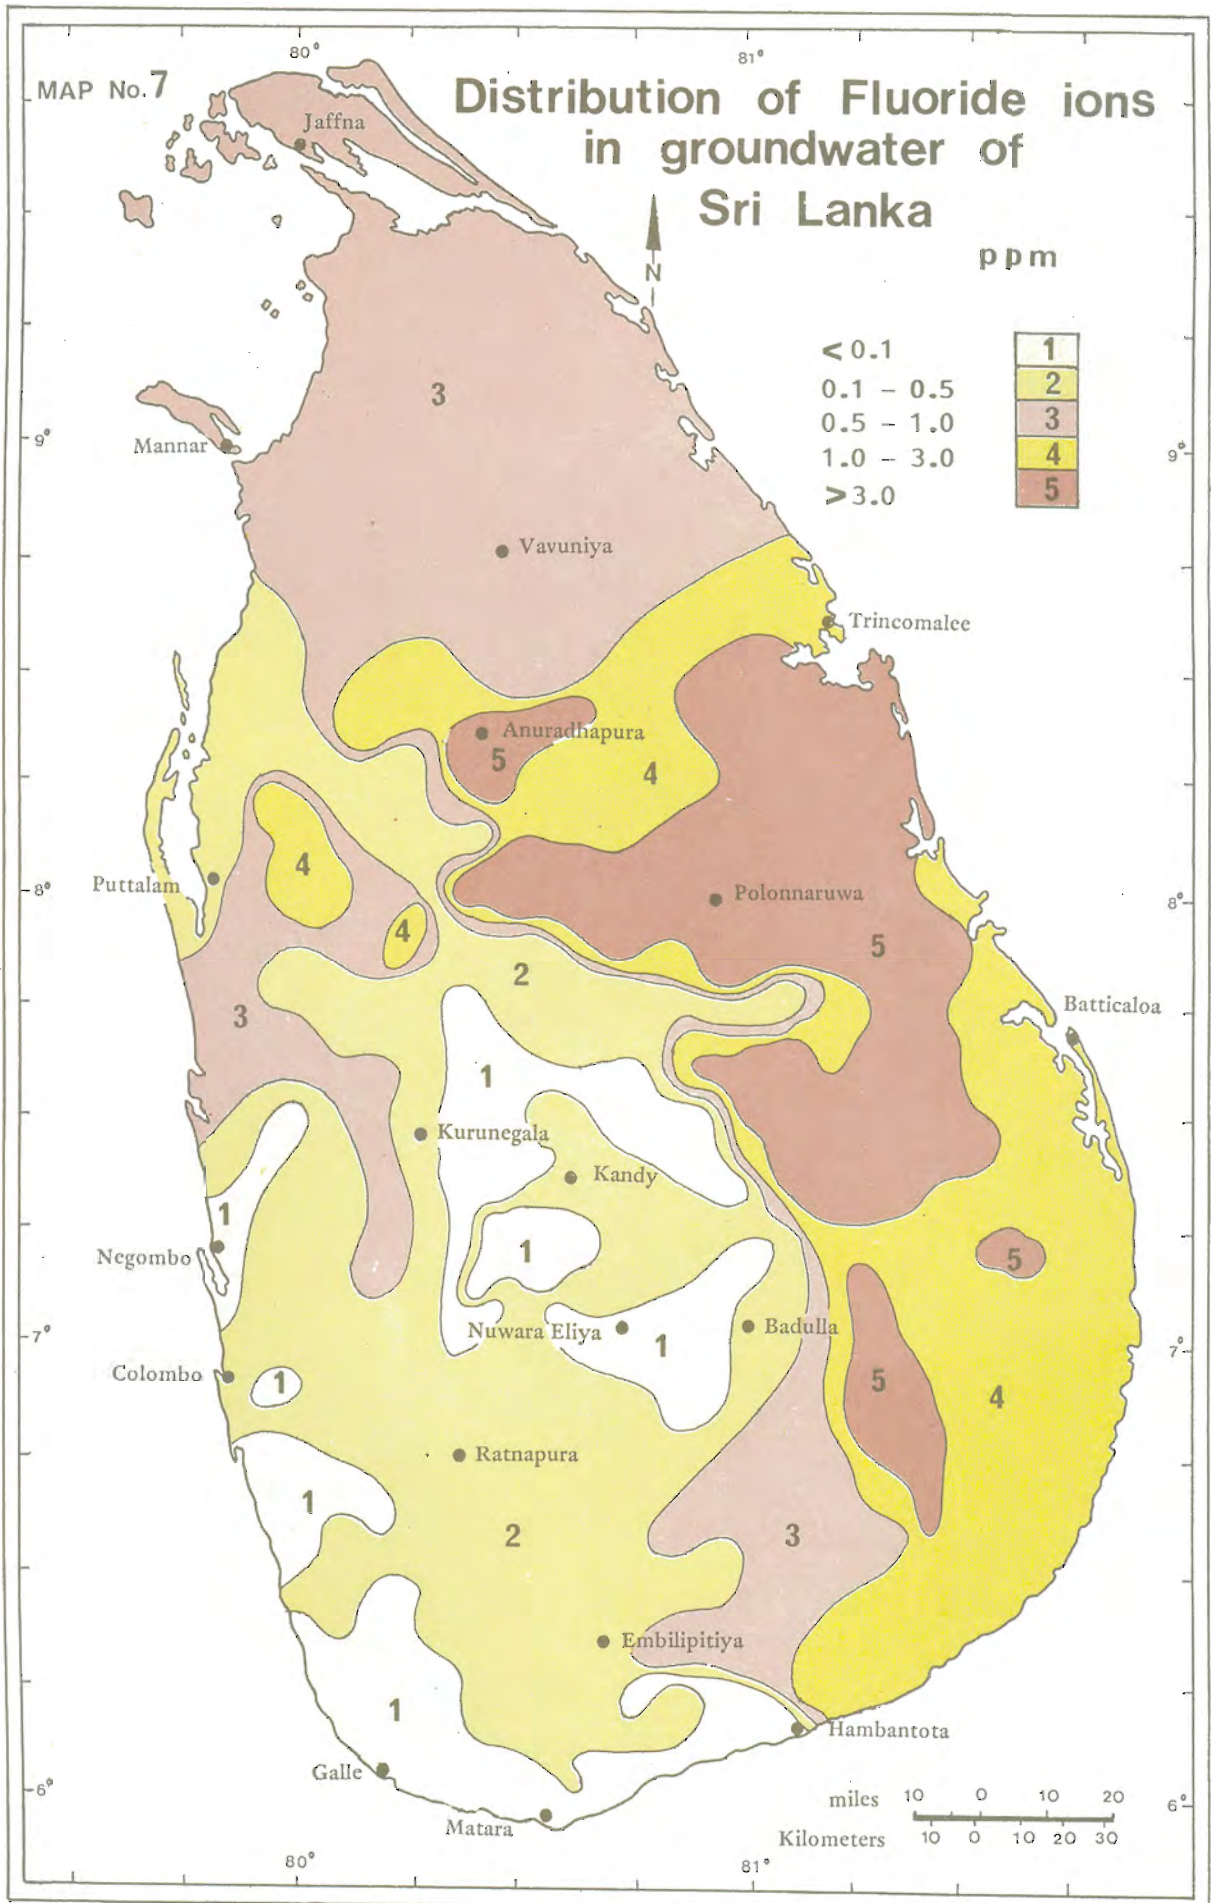 80°
81°
MAP No.7
Distribution of Fluoride ions
in groundwater of
Sri Lanka
N
ppm
<0.1 1
0.1 – 0.5 2
0.5 – 1.0 3
1.0 – 3.0 4
>3.0 5
Jaffna
3
Mannar
9°
9°
Vavuniya
Trincomalee
Anuradhapura
5
4
4
Puttalam
8°
Polonnaruwa
8°
4
5
2
3
Batticaloa
1
Kurunegala
Kandy
1
Negombo
1
5
7°
Nuwara Eliya
1
Badulla
7°
Colombo
1
5
4
Ratnapura
1
2
3
Embilipitiya
1
Hambantota
Galle
6°
6°
Matara
miles 10 0 10 20
Kilometers 10 0 10 20 30
80°
81°